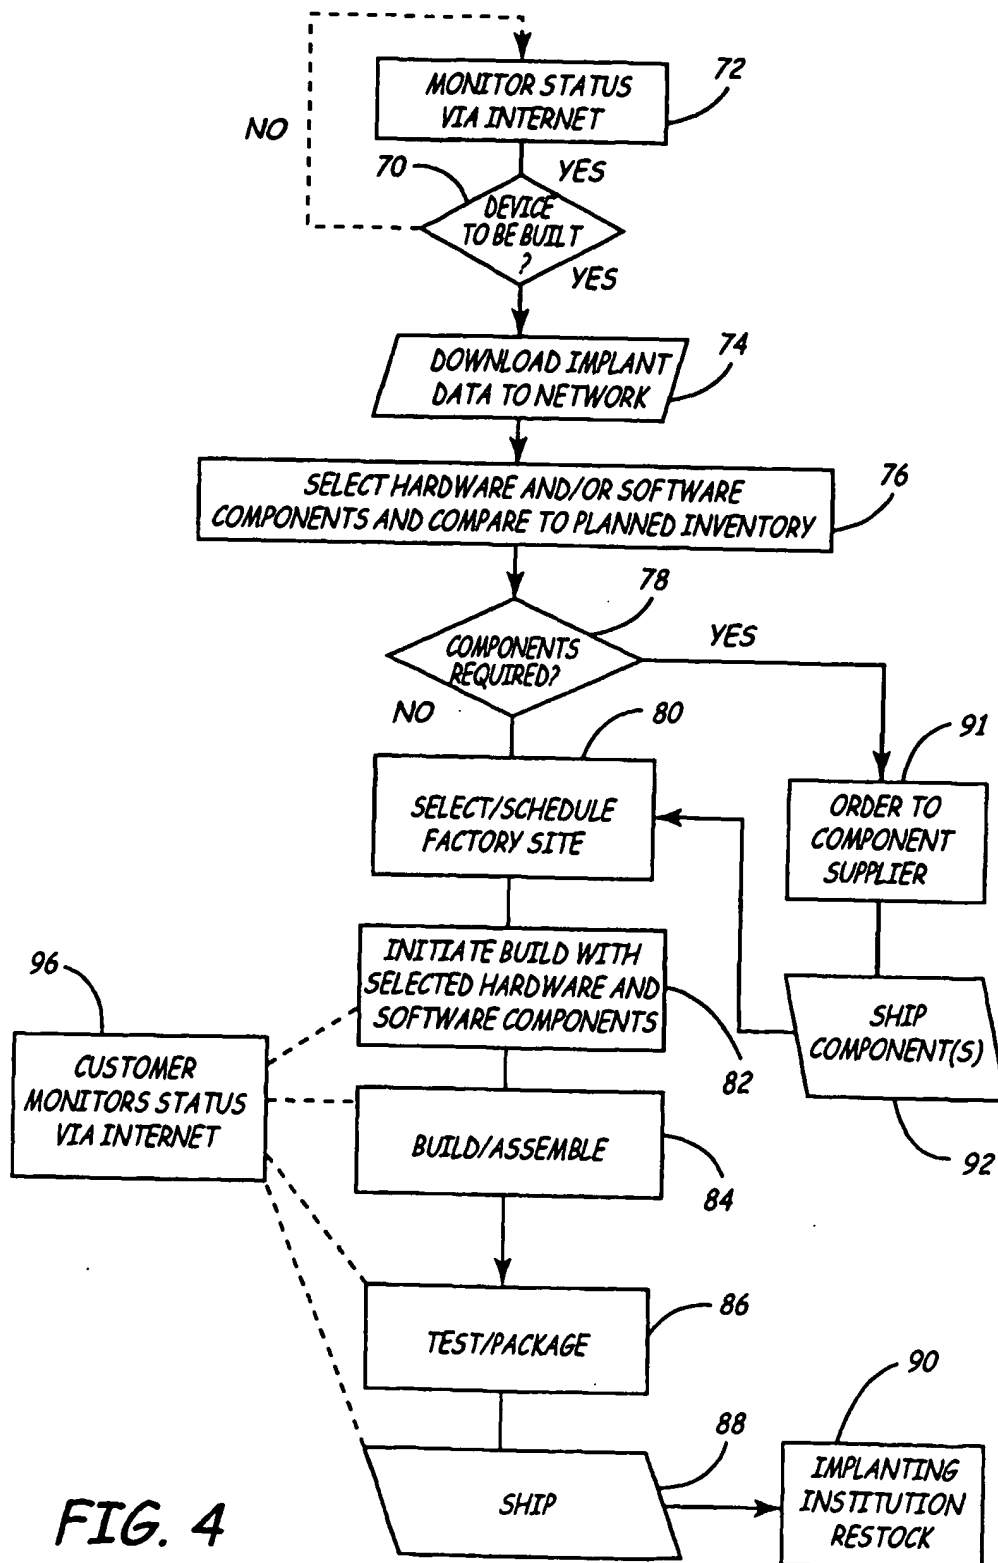 MONITOR STATUS
VIA INTERNET
72
NO
70
YES
DEVICE
TO BE BUILT
?
YES
DOWNLOAD IMPLANT
DATA TO NETWORK
74
SELECT HARDWARE AND/OR SOFTWARE
COMPONENTS AND COMPARE TO PLANNED INVENTORY
76
78
COMPONENTS
REQUIRED?
YES
NO
80
SELECT/SCHEDULE
FACTORY SITE
91
ORDER TO
COMPONENT
SUPPLIER
INITIATE BUILD WITH
SELECTED HARDWARE AND
SOFTWARE COMPONENTS
82
SHIP
COMPONENT(S)
92
96
CUSTOMER
MONITORS STATUS
VIA INTERNET
BUILD/ASSEMBLE
84
TEST/PACKAGE
86
SHIP
88
90
IMPLANTING
INSTITUTION
RESTOCK
FIG. 4